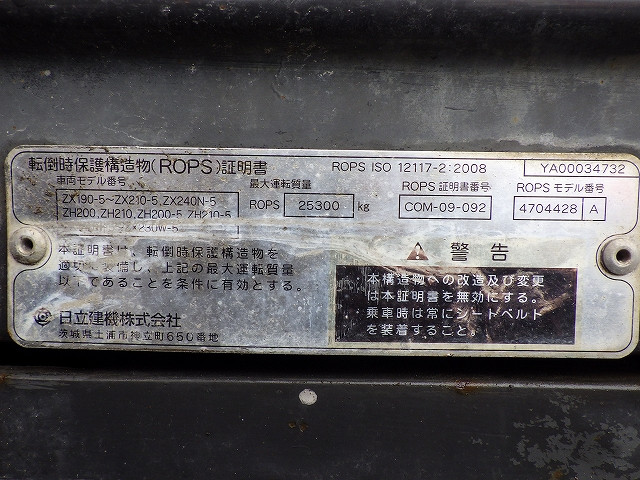 転倒時保護構造物(ROPS)証明書
ROPS ISO 12117-2:2008
YA00034732
車両モデル番号
ZX190-5~ZX210-5,ZX240N-5
ZH200,ZH210,ZH200-5,ZH210-5
ZX230W-5
最大運転質量
ROPS 25300 kg
ROPS 証明書番号
COM-09-092
ROPS モデル番号
4704428 A
本証明書は、転倒時保護構造物を
適切に装備し、上記の最大運転質量
以下であることを条件に有効とする。
日立建機株式会社
茨城県土浦市神立町650番地
警告
本構造物への改造及び変更
は本証明書を無効にする。
乗車時は常にシートベルト
を装着すること。